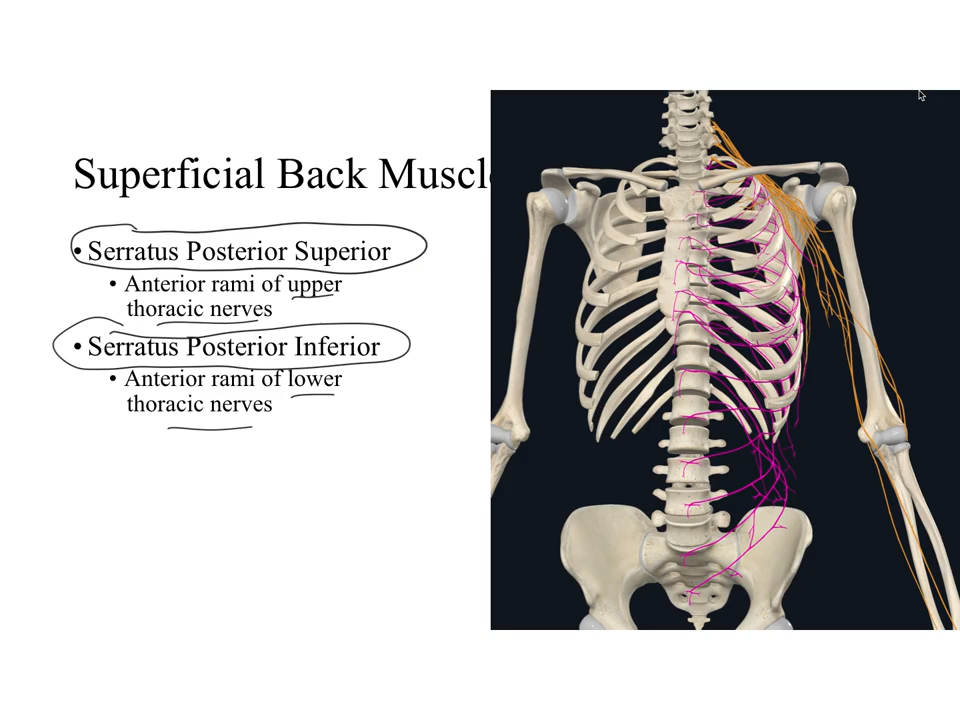 Superficial Back Muscl
• Serratus Posterior Superior
• Anterior rami of upper
thoracic nerves
• Serratus Posterior Inferior
• Anterior rami of lower
thoracic nerves